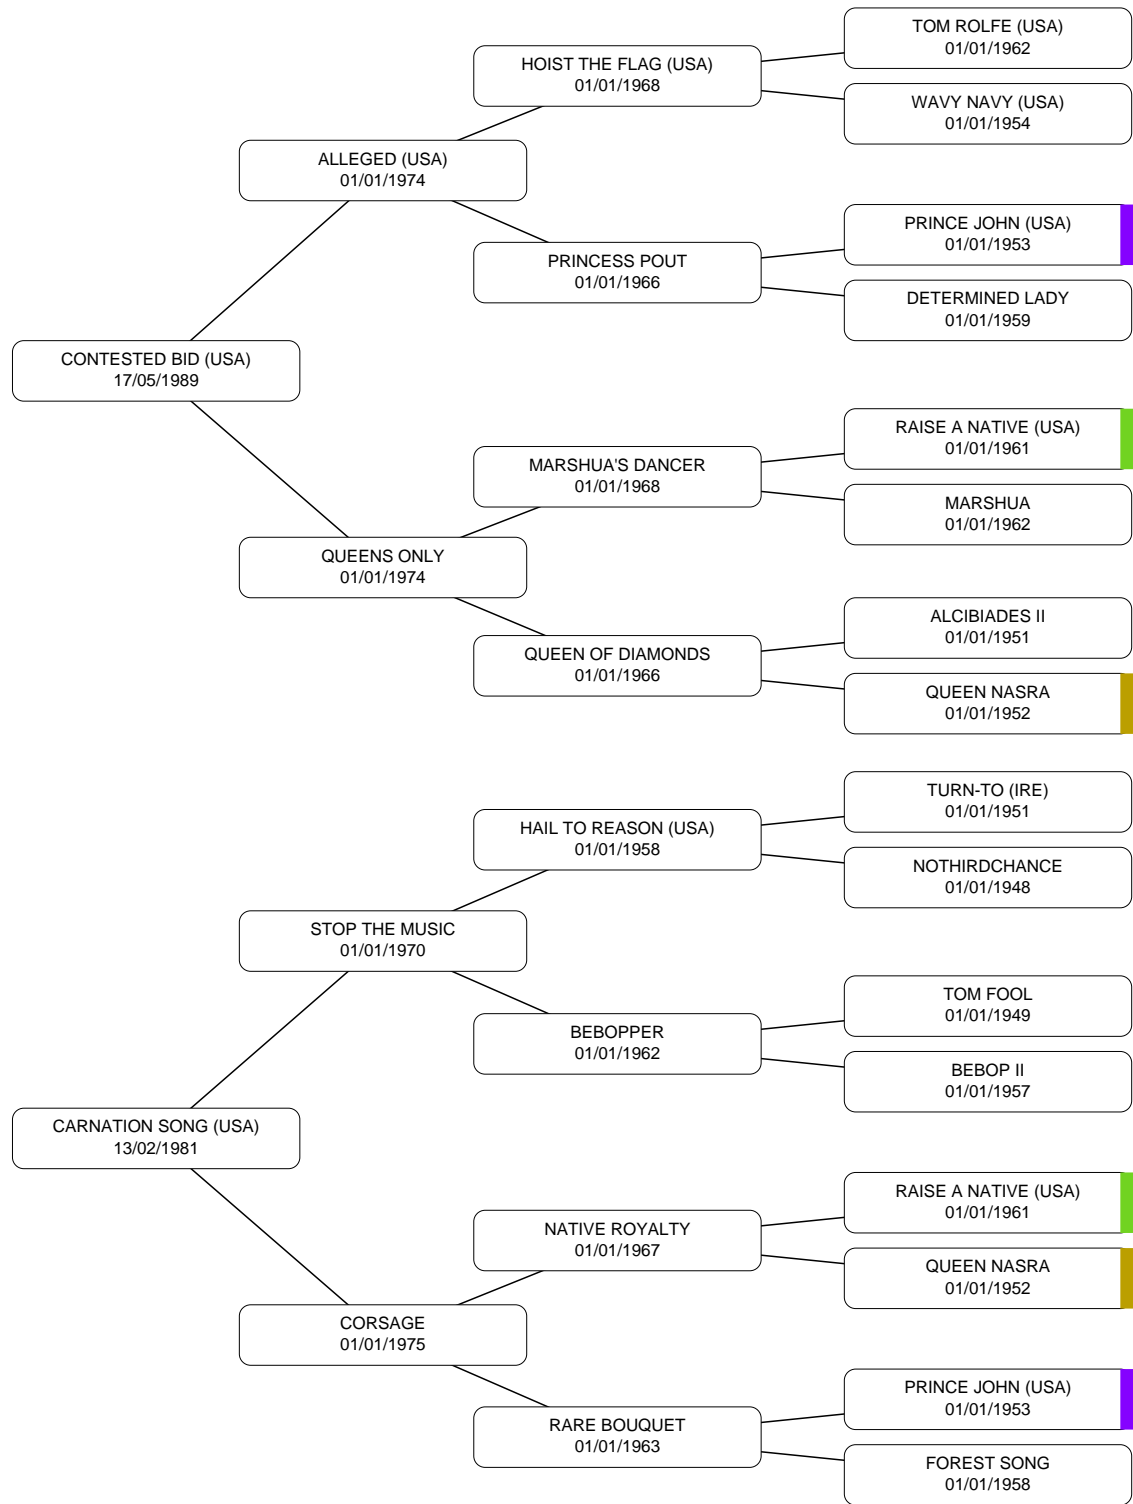 TOM ROLFE (USA)
01/01/1962
HOIST THE FLAG (USA)
01/01/1968
WAVY NAVY (USA)
01/01/1954
ALLEGED (USA)
01/01/1974
PRINCE JOHN (USA)
01/01/1953
PRINCESS POUT
01/01/1966
DETERMINED LADY
01/01/1959
CONTESTED BID (USA)
17/05/1989
RAISE A NATIVE (USA)
01/01/1961
MARSHUA'S DANCER
01/01/1968
MARSHUA
01/01/1962
QUEENS ONLY
01/01/1974
ALCIBIADES II
01/01/1951
QUEEN OF DIAMONDS
01/01/1966
QUEEN NASRA
01/01/1952
TURN-TO (IRE)
01/01/1951
HAIL TO REASON (USA)
01/01/1958
NOTHIRDCHANCE
01/01/1948
STOP THE MUSIC
01/01/1970
TOM FOOL
01/01/1949
BEBOPPER
01/01/1962
BEBOP II
01/01/1957
CARNATION SONG (USA)
13/02/1981
RAISE A NATIVE (USA)
01/01/1961
NATIVE ROYALTY
01/01/1967
QUEEN NASRA
01/01/1952
CORSAGE
01/01/1975
PRINCE JOHN (USA)
01/01/1953
RARE BOUQUET
01/01/1963
FOREST SONG
01/01/1958